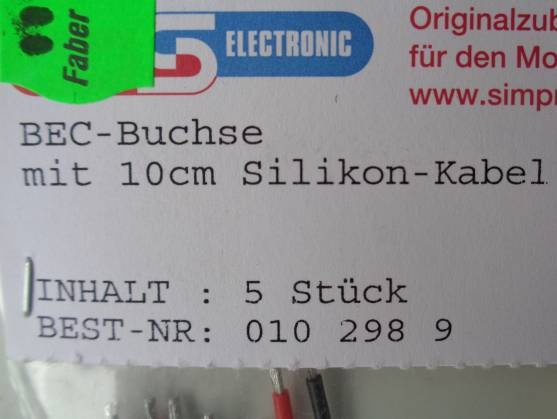 Faber
ELECTRONIC
Originalzub
für den Mo
www.simpr
BEC-Buchse
mit 10cm Silikon-Kabel
INHALT : 5 Stück
BEST-NR: 010 298 9